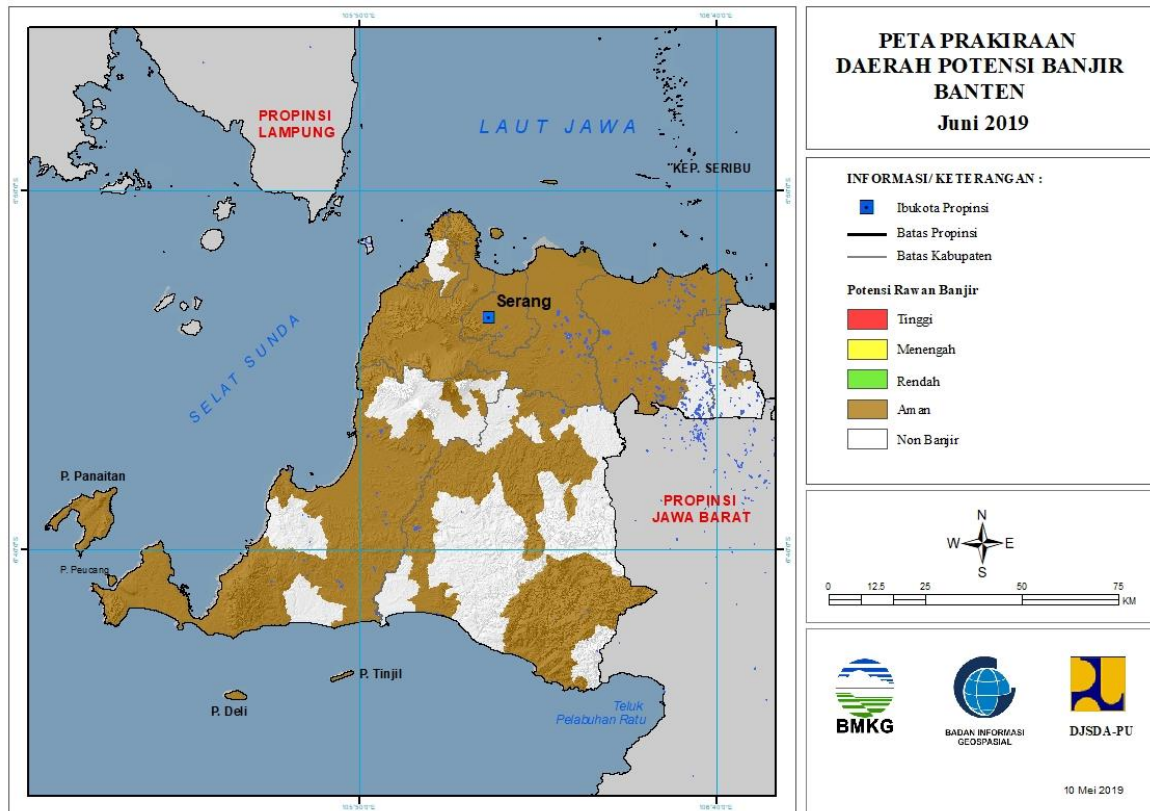 PETA PRAKIRAAN
DAERAH POTENSI BANJIR
BANTEN
Juni 2019
INFORMASI/ KETERANGAN :
Ibukota Propinsi
Batas Propinsi
Batas Kabupaten
Potensi Rawan Banjir
Tinggi
Menengah
Rendah
Aman
Non Banjir
N
W E
S
0 12.5 25 50 75
KM
BMKG
BADAN INFORMASI
GEOSPASIAL
DJSDA-PU
10 Mei 2019
PROPINSI
LAMPUNG
LAUT JAWA
KEP. SERIBU
Serang
SELAT SUNDA
P. Panaitan
P. Peucang
PROPINSI
JAWA BARAT
P. Tinjil
P. Deli
Teluk
Pelabuhan Ratu